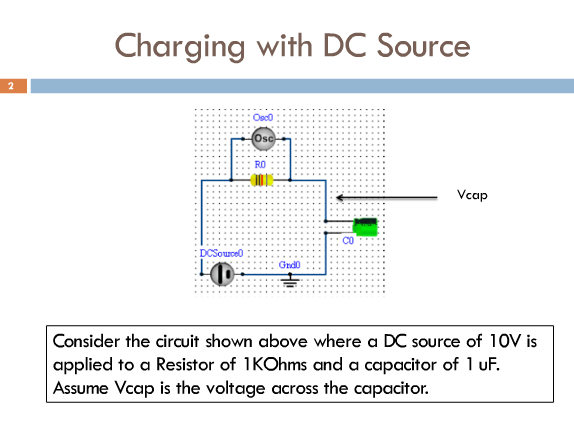 Charging with DC Source
2
Osc0
Osc
R0
Vcap
C0
DCSource0
Gnd0
Consider the circuit shown above where a DC source of 10V is
applied to a Resistor of 1KOhms and a capacitor of 1 uF.
Assume Vcap is the voltage across the capacitor.